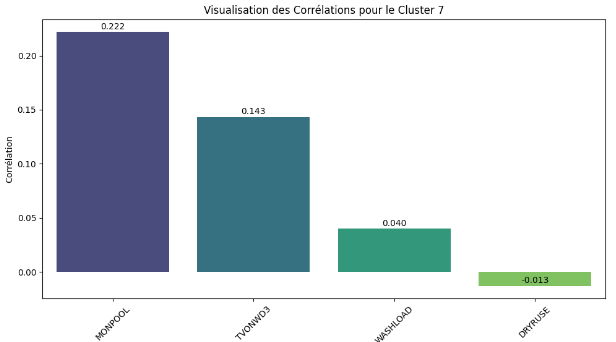 Visualisation des Corrélations pour le Cluster 7
0.222
0.143
0.040
-0.013
0.20
0.15
0.10
0.05
0.00
Corrélation
MONPOOL
TVONWD3
WASHLOAD
DRYRUSE